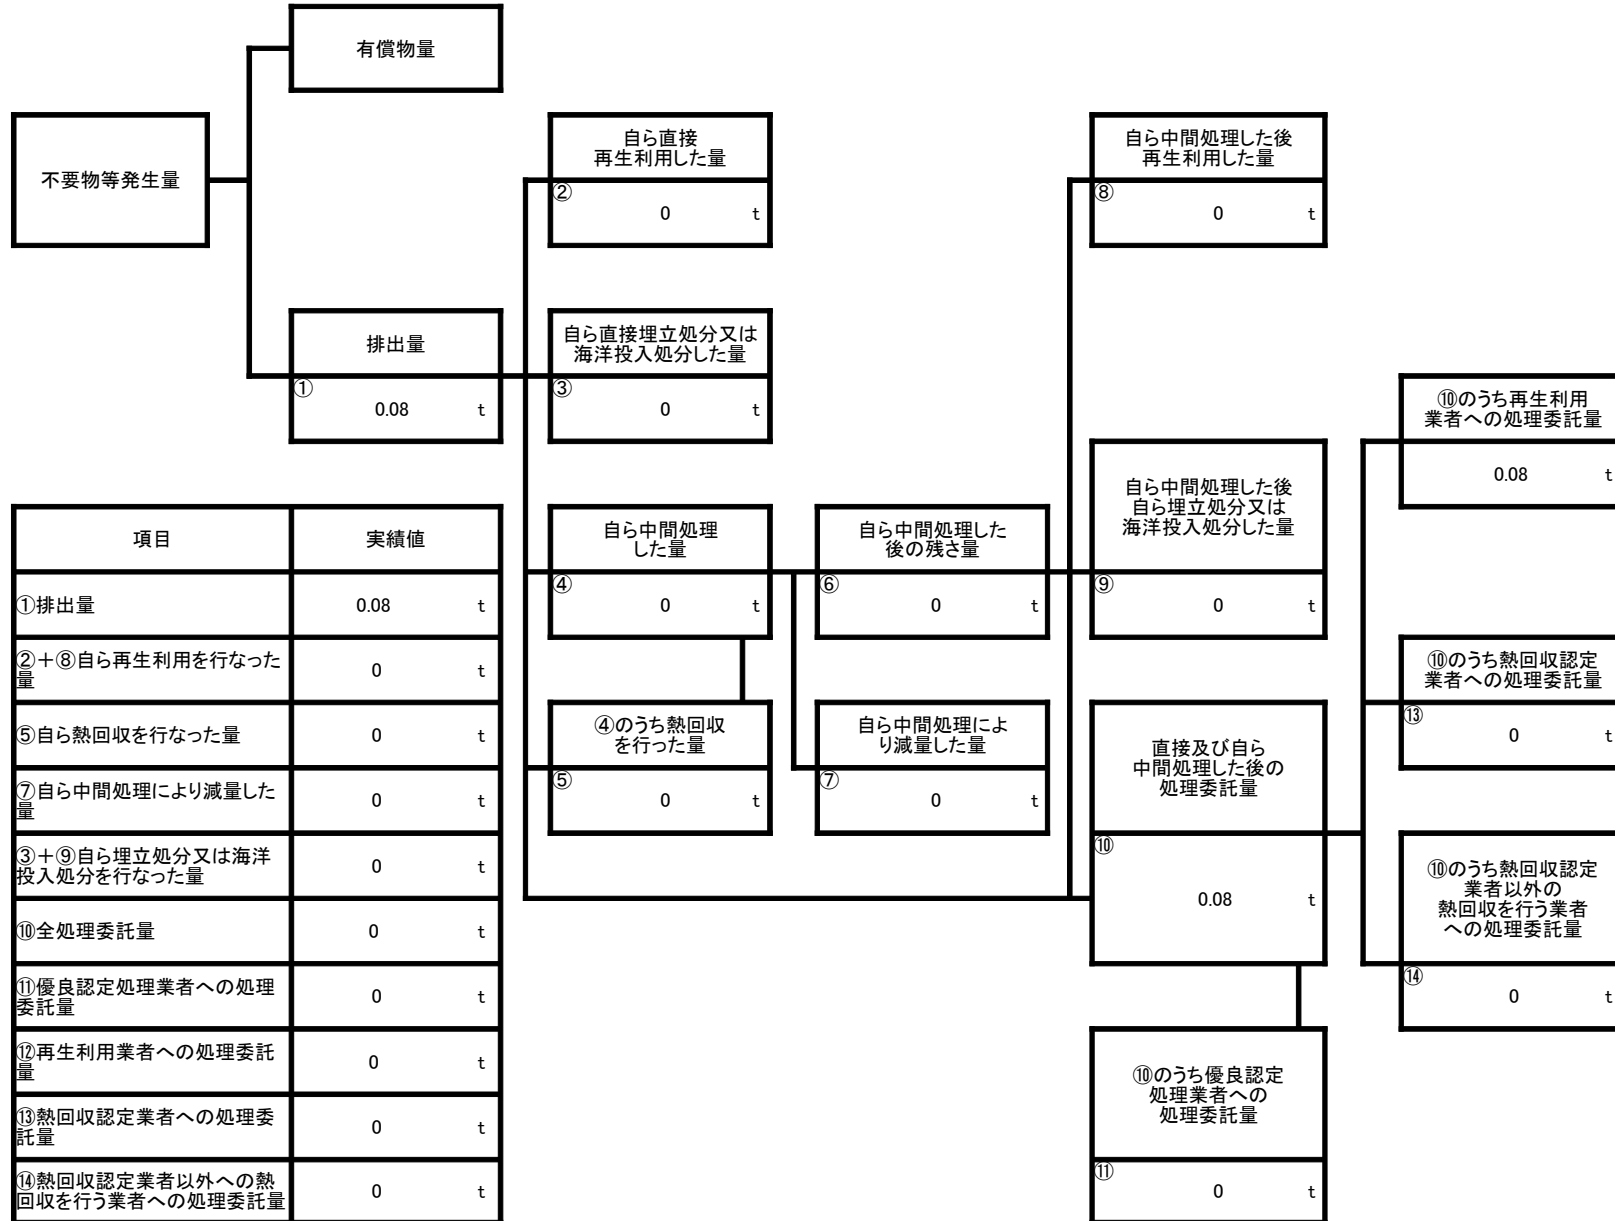 有償物量
不要物等発生量
自ら直接
再生利用した量
②
0 t
自ら中間処理した後
再生利用した量
⑧
0 t
排出量
①
0.08 t
自ら直接埋立処分又は
海洋投入処分した量
③
0 t
⑩のうち再生利用
業者への処理委託量
0.08 t
自ら中間処理
した量
④
0 t
自ら中間処理した
後の残さ量
⑥
0 t
自ら中間処理した後
自ら埋立処分又は
海洋投入処分した量
⑨
0 t
⑩のうち熱回収認定
業者への処理委託量
⑬
0 t
④のうち熱回収
を行った量
⑤
0 t
自ら中間処理によ
り減量した量
⑦
0 t
直接及び自ら
中間処理した後の
処理委託量
⑩
0.08 t
⑩のうち熱回収認定
業者以外の
熱回収を行う業者
への処理委託量
⑭
0 t
⑩のうち優良認定
処理業者への
処理委託量
⑪
0 t
項目 実績値
①排出量 0.08 t
②+⑧自ら再生利用を行なった
量 0 t
⑤自ら熱回収を行なった量 0 t
⑦自ら中間処理により減量した
量 0 t
③+⑨自ら埋立処分又は海洋
投入処分を行なった量 0 t
⑩全処理委託量 0 t
⑪優良認定処理業者への処理
委託量 0 t
⑫再生利用業者への処理委託
量 0 t
⑬熱回収認定業者への処理委
託量 0 t
⑭熱回収認定業者以外への熱
回収を行う業者への処理委託量 0 t